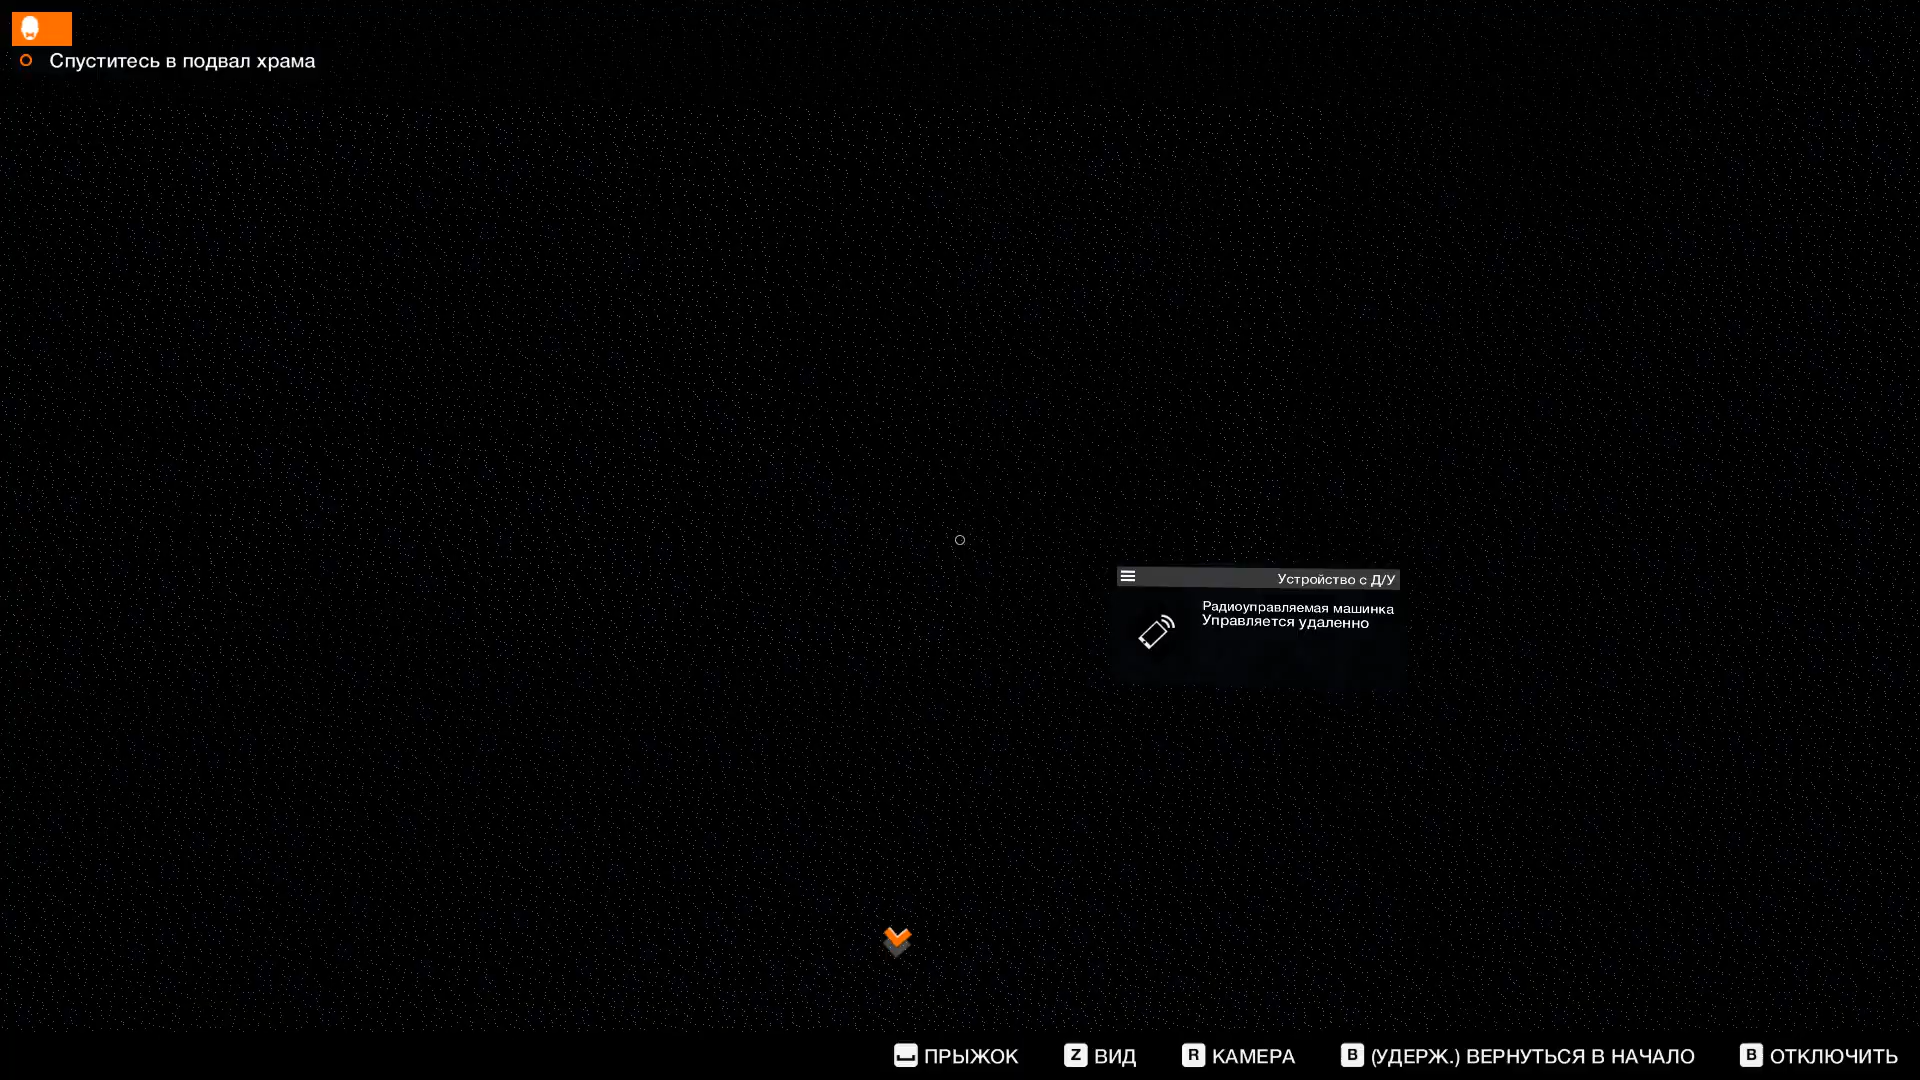 Спуститесь в подвал храма
Устройство с Д/У
Радиоуправляемая машинка
Управляется удаленно
ПРЫЖОК
Z ВИД
R КАМЕРА
B (УДЕРЖ.) ВЕРНУТЬСЯ В НАЧАЛО
B ОТКЛЮЧИТЬ